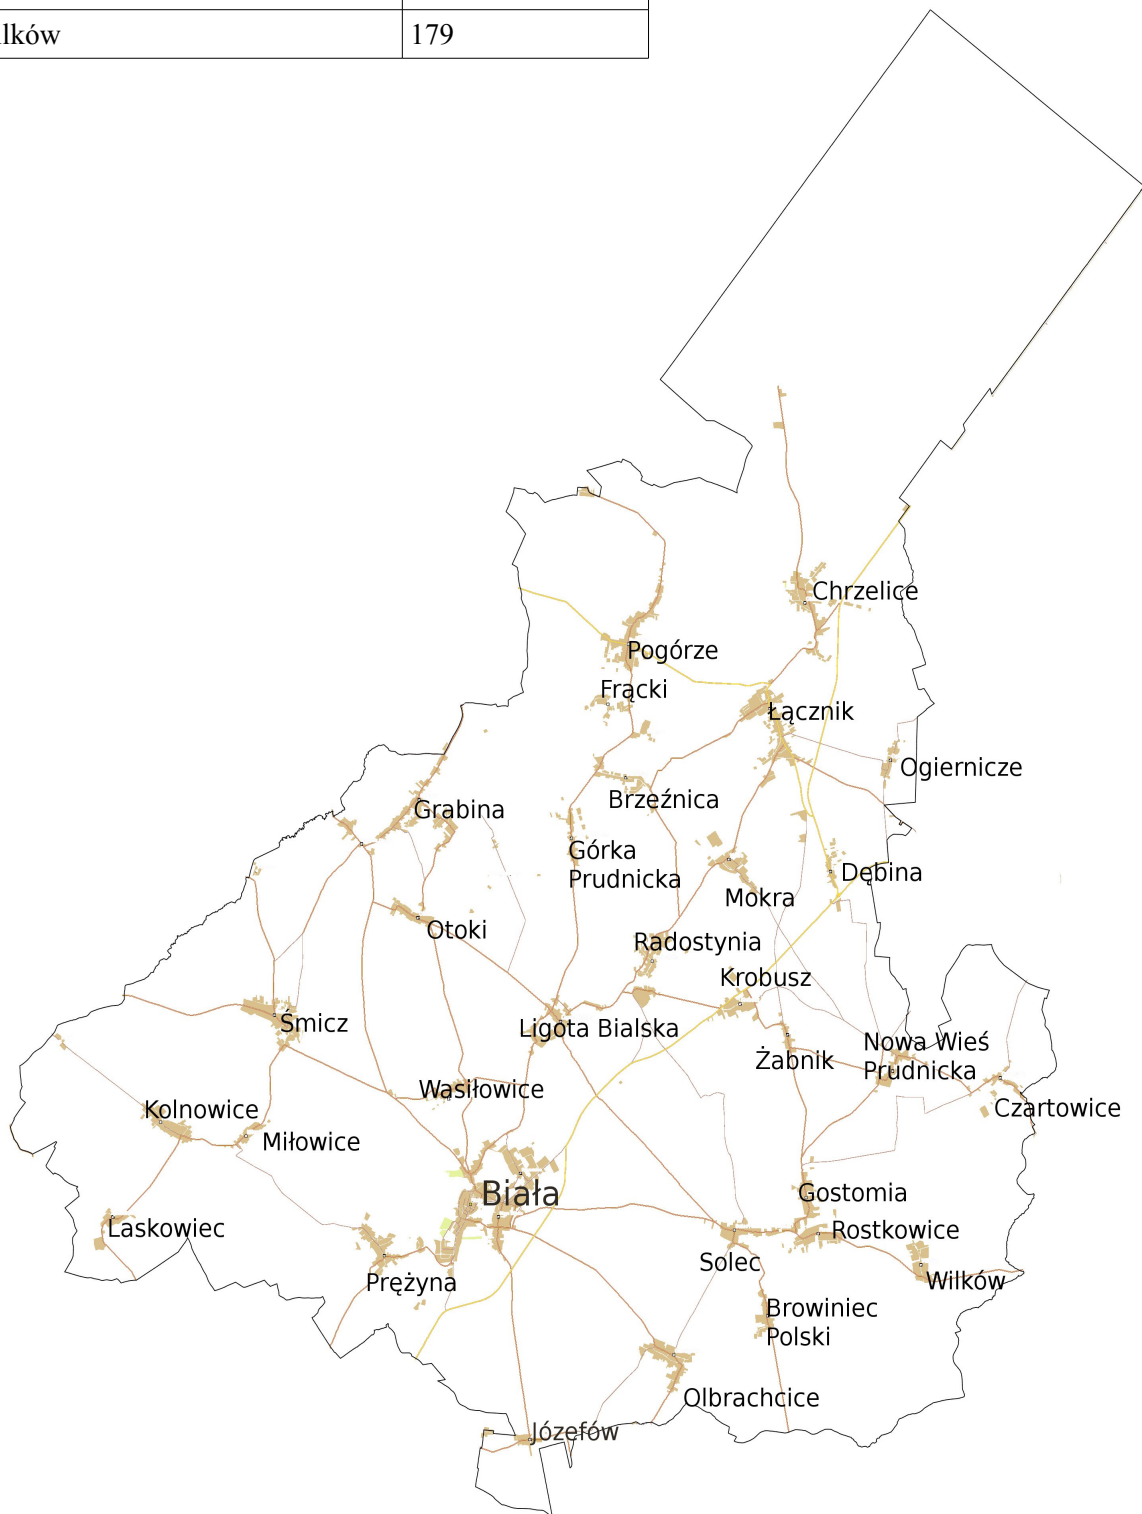 179
Chrzelice
Pogórze
Frącki
Łącznik
Ogiernicze
Brzeźnica
Grabina
Górka
Prudnicka
Dębina
Mokra
Otoki
Radostynia
Krobusz
Śmicz
Ligota Bialska
Żabnik
Nowa Wieś
Prudnicka
Wasiłowice
Kolnowice
Czartowice
Miłowice
Biała
Gostomia
Laskowiec
Rostkowice
Solec
Prężyna
Wilków
Browiniec
Polski
Olbrachcice
Józefów